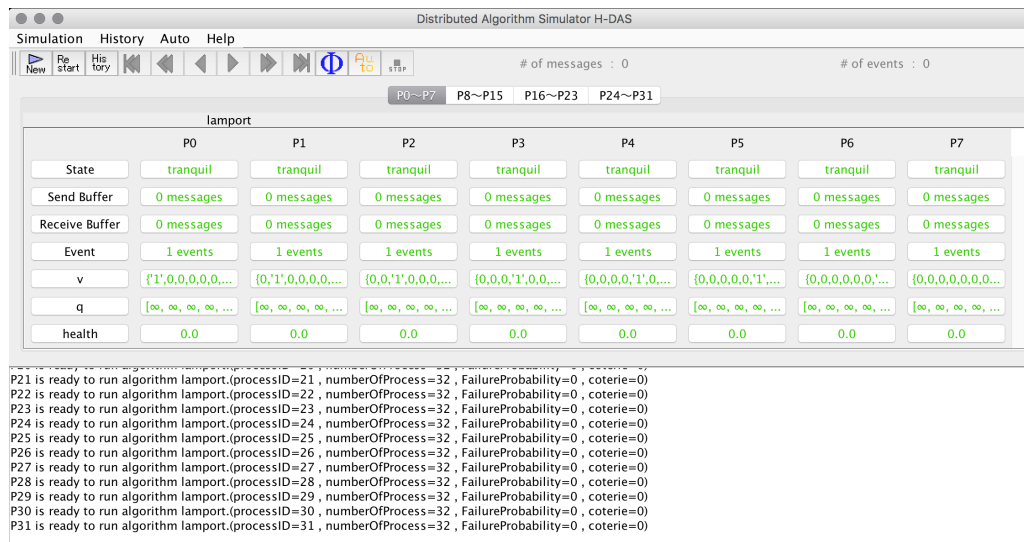 Distributed Algorithm Simulator H-DAS
Simulation History Auto Help
New Re start His tory Φ Au to STOP # of messages : 0 # of events : 0
P0～P7 P8～P15 P16～P23 P24～P31
lamport
P0 P1 P2 P3 P4 P5 P6 P7
State tranquil tranquil tranquil tranquil tranquil tranquil tranquil tranquil
Send Buffer 0 messages 0 messages 0 messages 0 messages 0 messages 0 messages 0 messages 0 messages
Receive Buffer 0 messages 0 messages 0 messages 0 messages 0 messages 0 messages 0 messages 0 messages
Event 1 events 1 events 1 events 1 events 1 events 1 events 1 events 1 events
v {'1',0,0,0,0,0,... {0,'1',0,0,0,0,... {0,0,'1',0,0,0,... {0,0,0,'1',0,0,... {0,0,0,0,'1',0,... {0,0,0,0,0,'1',... {0,0,0,0,0,0,'... {0,0,0,0,0,0,0...
q [∞, ∞, ∞, ∞, ... [∞, ∞, ∞, ∞, ... [∞, ∞, ∞, ∞, ... [∞, ∞, ∞, ∞, ... [∞, ∞, ∞, ∞, ... [∞, ∞, ∞, ∞, ... [∞, ∞, ∞, ∞, ... [∞, ∞, ∞, ∞, ...
health 0.0 0.0 0.0 0.0 0.0 0.0 0.0 0.0
P21 is ready to run algorithm lamport.(processID=21 , numberOfProcess=32 , FailureProbability=0 , coterie=0)
P22 is ready to run algorithm lamport.(processID=22 , numberOfProcess=32 , FailureProbability=0 , coterie=0)
P23 is ready to run algorithm lamport.(processID=23 , numberOfProcess=32 , FailureProbability=0 , coterie=0)
P24 is ready to run algorithm lamport.(processID=24 , numberOfProcess=32 , FailureProbability=0 , coterie=0)
P25 is ready to run algorithm lamport.(processID=25 , numberOfProcess=32 , FailureProbability=0 , coterie=0)
P26 is ready to run algorithm lamport.(processID=26 , numberOfProcess=32 , FailureProbability=0 , coterie=0)
P27 is ready to run algorithm lamport.(processID=27 , numberOfProcess=32 , FailureProbability=0 , coterie=0)
P28 is ready to run algorithm lamport.(processID=28 , numberOfProcess=32 , FailureProbability=0 , coterie=0)
P29 is ready to run algorithm lamport.(processID=29 , numberOfProcess=32 , FailureProbability=0 , coterie=0)
P30 is ready to run algorithm lamport.(processID=30 , numberOfProcess=32 , FailureProbability=0 , coterie=0)
P31 is ready to run algorithm lamport.(processID=31 , numberOfProcess=32 , FailureProbability=0 , coterie=0)